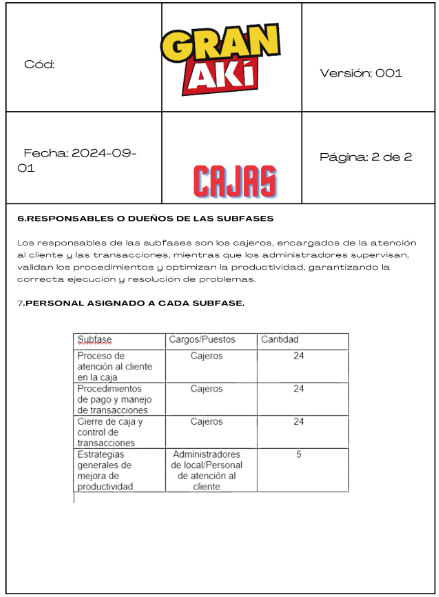 Cód:
GRAN
AKÍ
Versión: 001
Fecha: 2024-09-
01
CAJAS
Página: 2 de 2
6.RESPONSABLES O DUEÑOS DE LAS SUBFASES
Los responsables de las subfases son los cajeros, encargados de la atención
al cliente y las transacciones, mientras que los administradores supervisan,
validan los procedimientos y optimizan la productividad, garantizando la
correcta ejecución y resolución de problemas.
7.PERSONAL ASIGNADO A CADA SUBFASE.
Subfase Cargos/Puestos Cantidad
Proceso de Cajeros 24
atención al cliente
en la caja
Procedimientos Cajeros 24
de pago y manejo
de transacciones
Cierre de caja y Cajeros 24
control de
transacciones
Estrategias Administradores 5
generales de de local/Personal
mejora de de atención al
productividad cliente